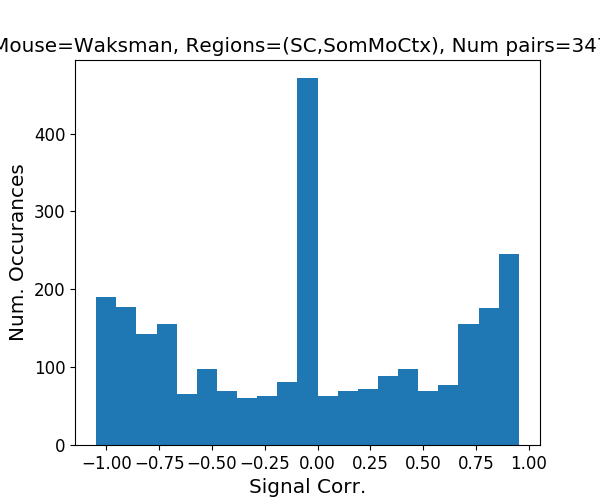 Mouse=Waksman, Regions=(SC,SomMoCtx), Num pairs=347
400
300
200
100
0
Num. Occurances
−1.00 −0.75 −0.50 −0.25 0.00 0.25 0.50 0.75 1.00
Signal Corr.